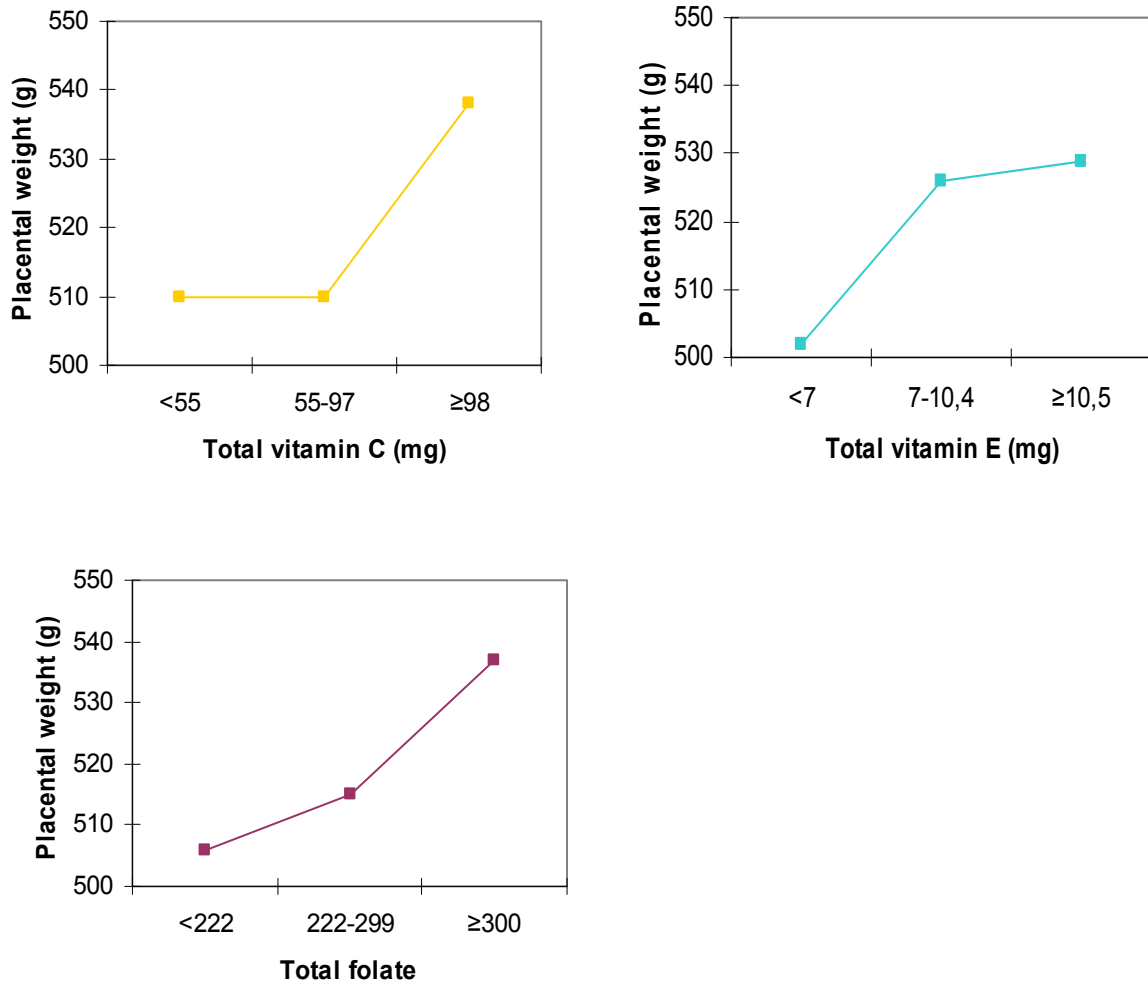 Placental weight (g)
550
540
530
520
510
500
<55 55-97 ≥98
Total vitamin C (mg)
Placental weight (g)
550
540
530
520
510
500
<7 7-10,4 ≥10,5
Total vitamin E (mg)
Placental weight (g)
550
540
530
520
510
500
<222 222-299 ≥300
Total folate